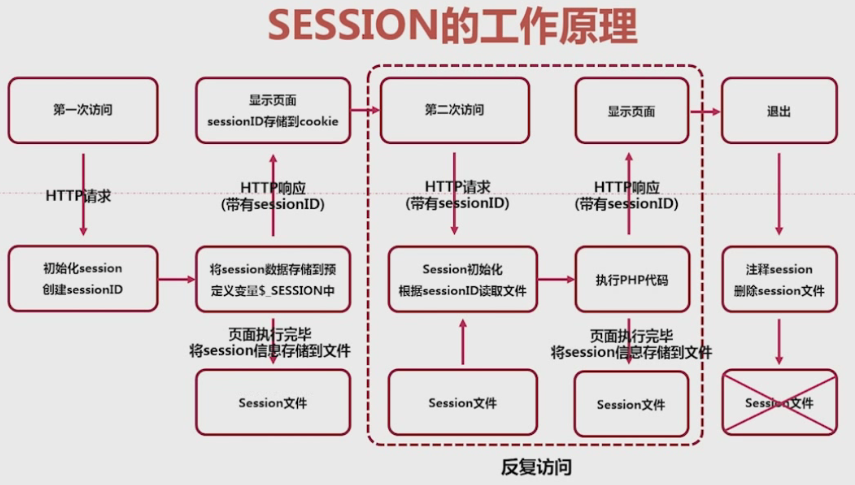 SESSION的工作原理
第一次访问
显示页面
sessionID存储到cookie
第二次访问
显示页面
退出
HTTP请求
HTTP响应
(带有sessionID)
HTTP请求
(带有sessionID)
HTTP响应
(带有sessionID)
初始化session
创建sessionID
将session数据存储到预
定义变量$_SESSION中
Session初始化
根据sessionID读取文件
执行PHP代码
注释session
删除session文件
页面执行完毕
将session信息存储到文件
页面执行完毕
将session信息存储到文件
Session文件
Session文件
Session文件
Session文件
反复访问